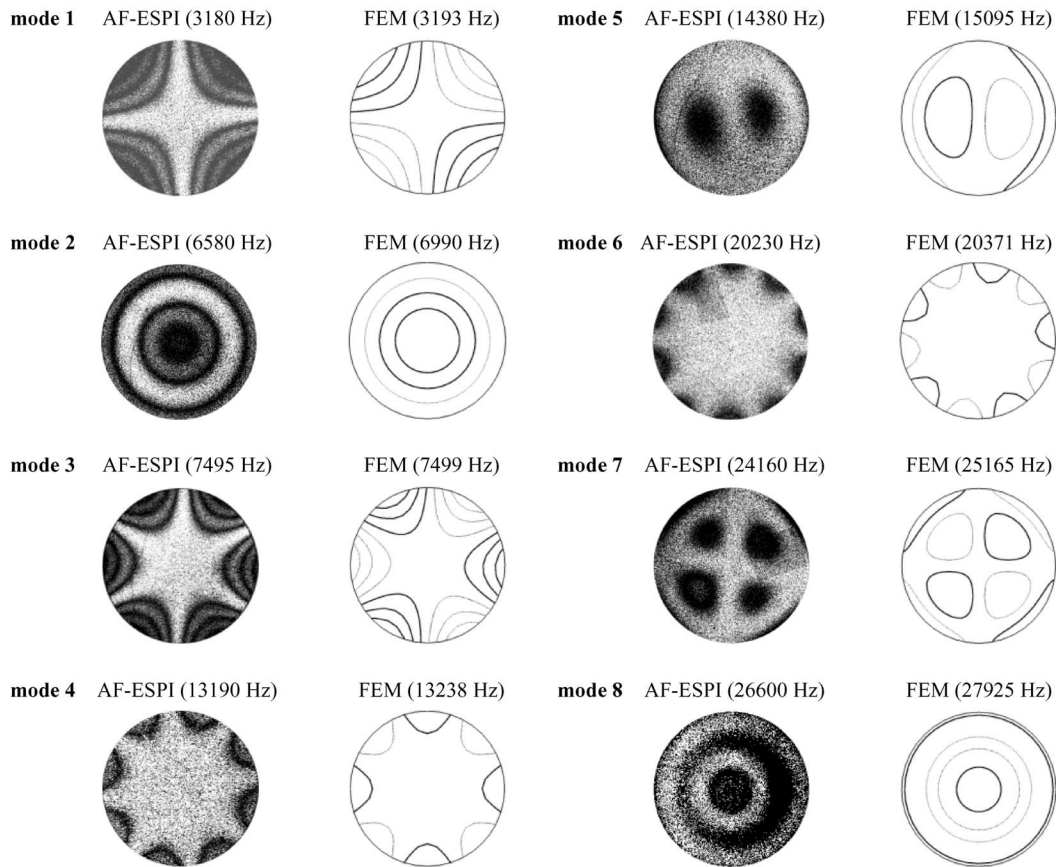 mode 1 AF-ESPI (3180 Hz) FEM (3193 Hz)
mode 2 AF-ESPI (6580 Hz) FEM (6990 Hz)
mode 3 AF-ESPI (7495 Hz) FEM (7499 Hz)
mode 4 AF-ESPI (13190 Hz) FEM (13238 Hz)
mode 5 AF-ESPI (14380 Hz) FEM (15095 Hz)
mode 6 AF-ESPI (20230 Hz) FEM (20371 Hz)
mode 7 AF-ESPI (24160 Hz) FEM (25165 Hz)
mode 8 AF-ESPI (26600 Hz) FEM (27925 Hz)